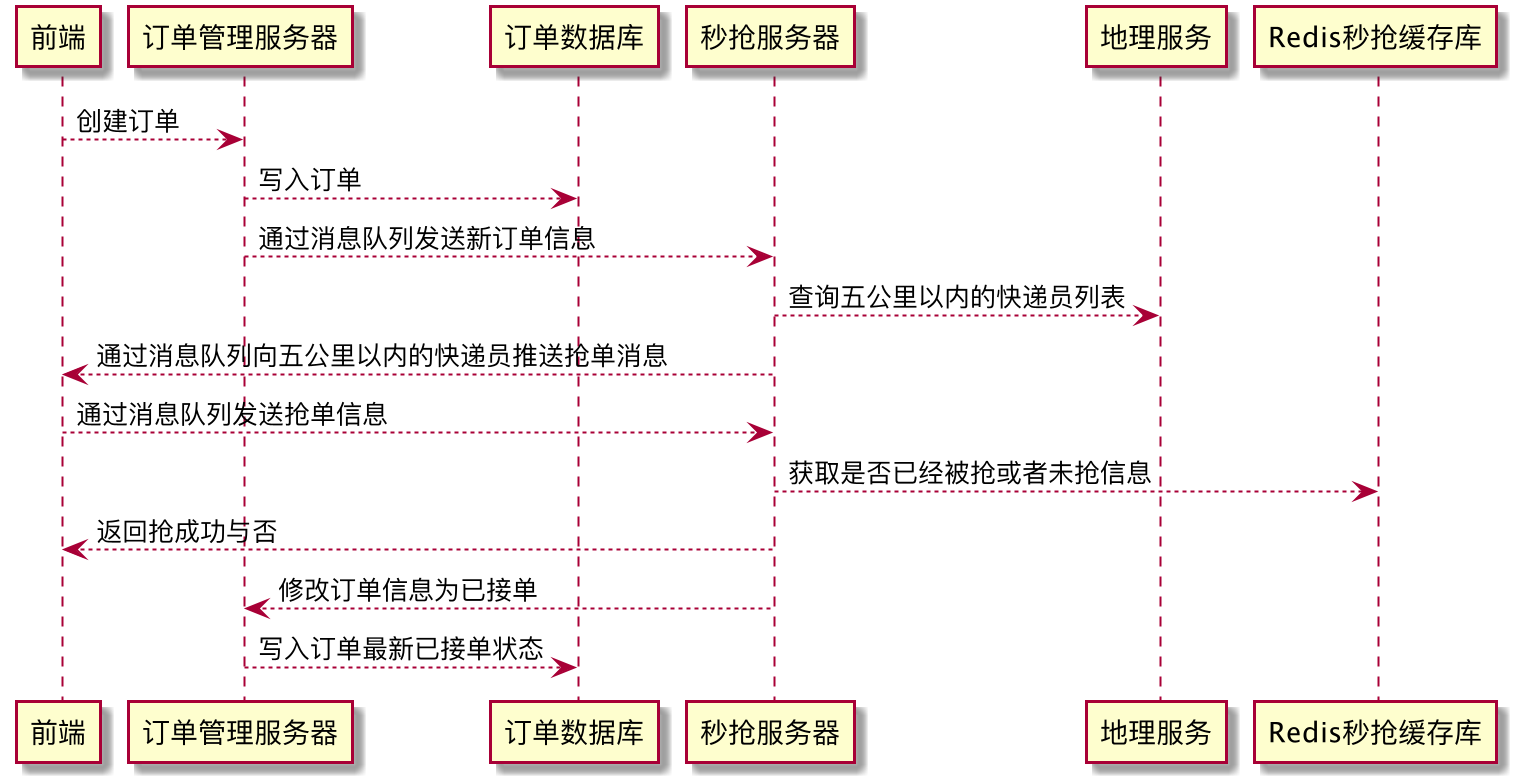 前端
订单管理服务器
订单数据库
秒抢服务器
地理服务
Redis秒抢缓存库
创建订单
写入订单
通过消息队列发送新订单信息
查询五公里以内的快递员列表
通过消息队列向五公里以内的快递员推送抢单消息
通过消息队列发送抢单信息
获取是否已经被抢或者未抢信息
返回抢成功与否
修改订单信息为已接单
写入订单最新已接单状态
前端
订单管理服务器
订单数据库
秒抢服务器
地理服务
Redis秒抢缓存库